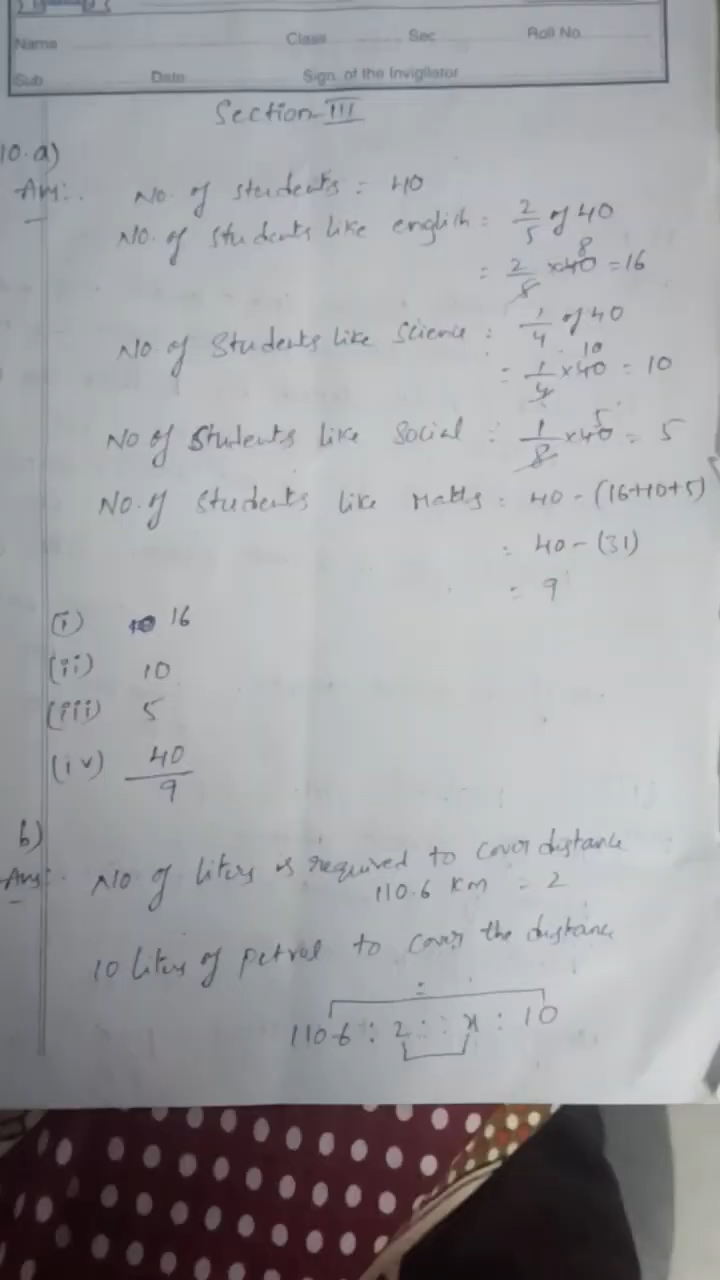 Name Class Sec Roll No
Sub Date Sign. of the Invigilator
Section-III
10.a)
Ans:. No. of students = 40
No. of students like english = 2/5 of 40
= 2/5 × 40 8 = 16
No of Students like Science = 1/4 of 40
= 1/4 × 40 10 = 10
No of Students like Social = 1/8 × 40 5 = 5
No. of students like Maths = 40 - (16+10+5)
= 40 - (31)
= 9
(i) 16
(ii) 10
(iii) 5
(iv) 40/9
b)
Ans:. No of liters is required to cover distance
110.6 km = 2
10 liters of petrol to cover the distance
=
110.6 : 2 :: x : 10